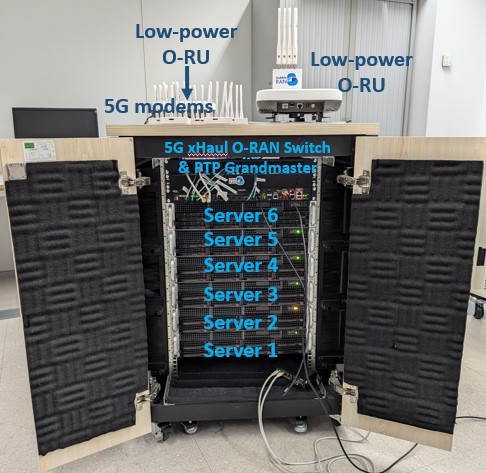 Low-power
O-RU
Low-power
O-RU
5G modems
BubbleRAN
5G xHaul O-RAN Switch
& PTP Grandmaster
Server 6
Server 5
Server 4
Server 3
Server 2
Server 1